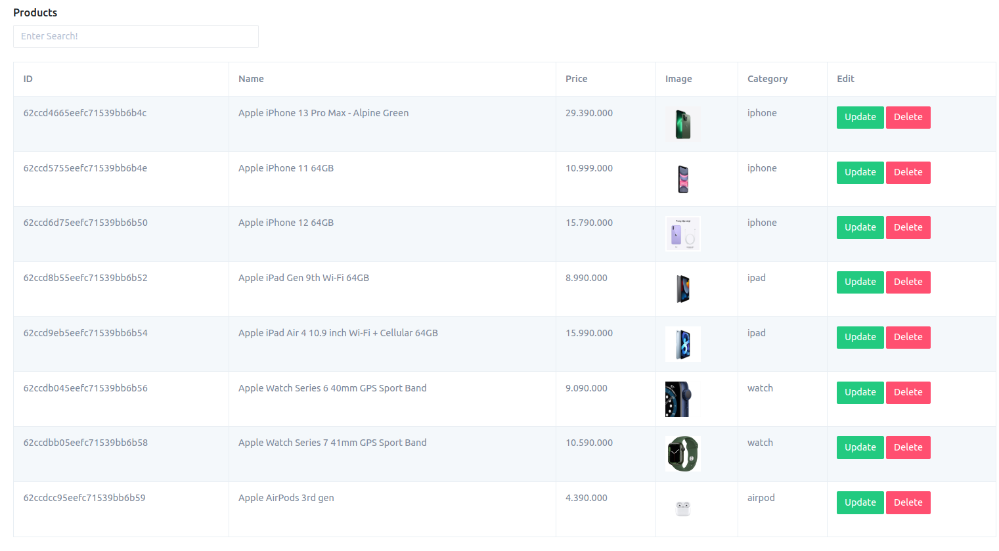 Products
Enter Search!
ID Name Price Image Category Edit
62ccd4665eefc71539bb6b4c Apple iPhone 13 Pro Max - Alpine Green 29.390.000 iphone Update Delete
62ccd5755eefc71539bb6b4e Apple iPhone 11 64GB 10.999.000 iphone Update Delete
62ccd6d75eefc71539bb6b50 Apple iPhone 12 64GB 15.790.000 iphone Update Delete
62ccd8b55eefc71539bb6b52 Apple iPad Gen 9th Wi-Fi 64GB 8.990.000 ipad Update Delete
62ccd9eb5eefc71539bb6b54 Apple iPad Air 4 10.9 inch Wi-Fi + Cellular 64GB 15.990.000 ipad Update Delete
62ccdb045eefc71539bb6b56 Apple Watch Series 6 40mm GPS Sport Band 9.090.000 watch Update Delete
62ccdbb05eefc71539bb6b58 Apple Watch Series 7 41mm GPS Sport Band 10.590.000 watch Update Delete
62ccdcc95eefc71539bb6b59 Apple AirPods 3rd gen 4.390.000 airpod Update Delete